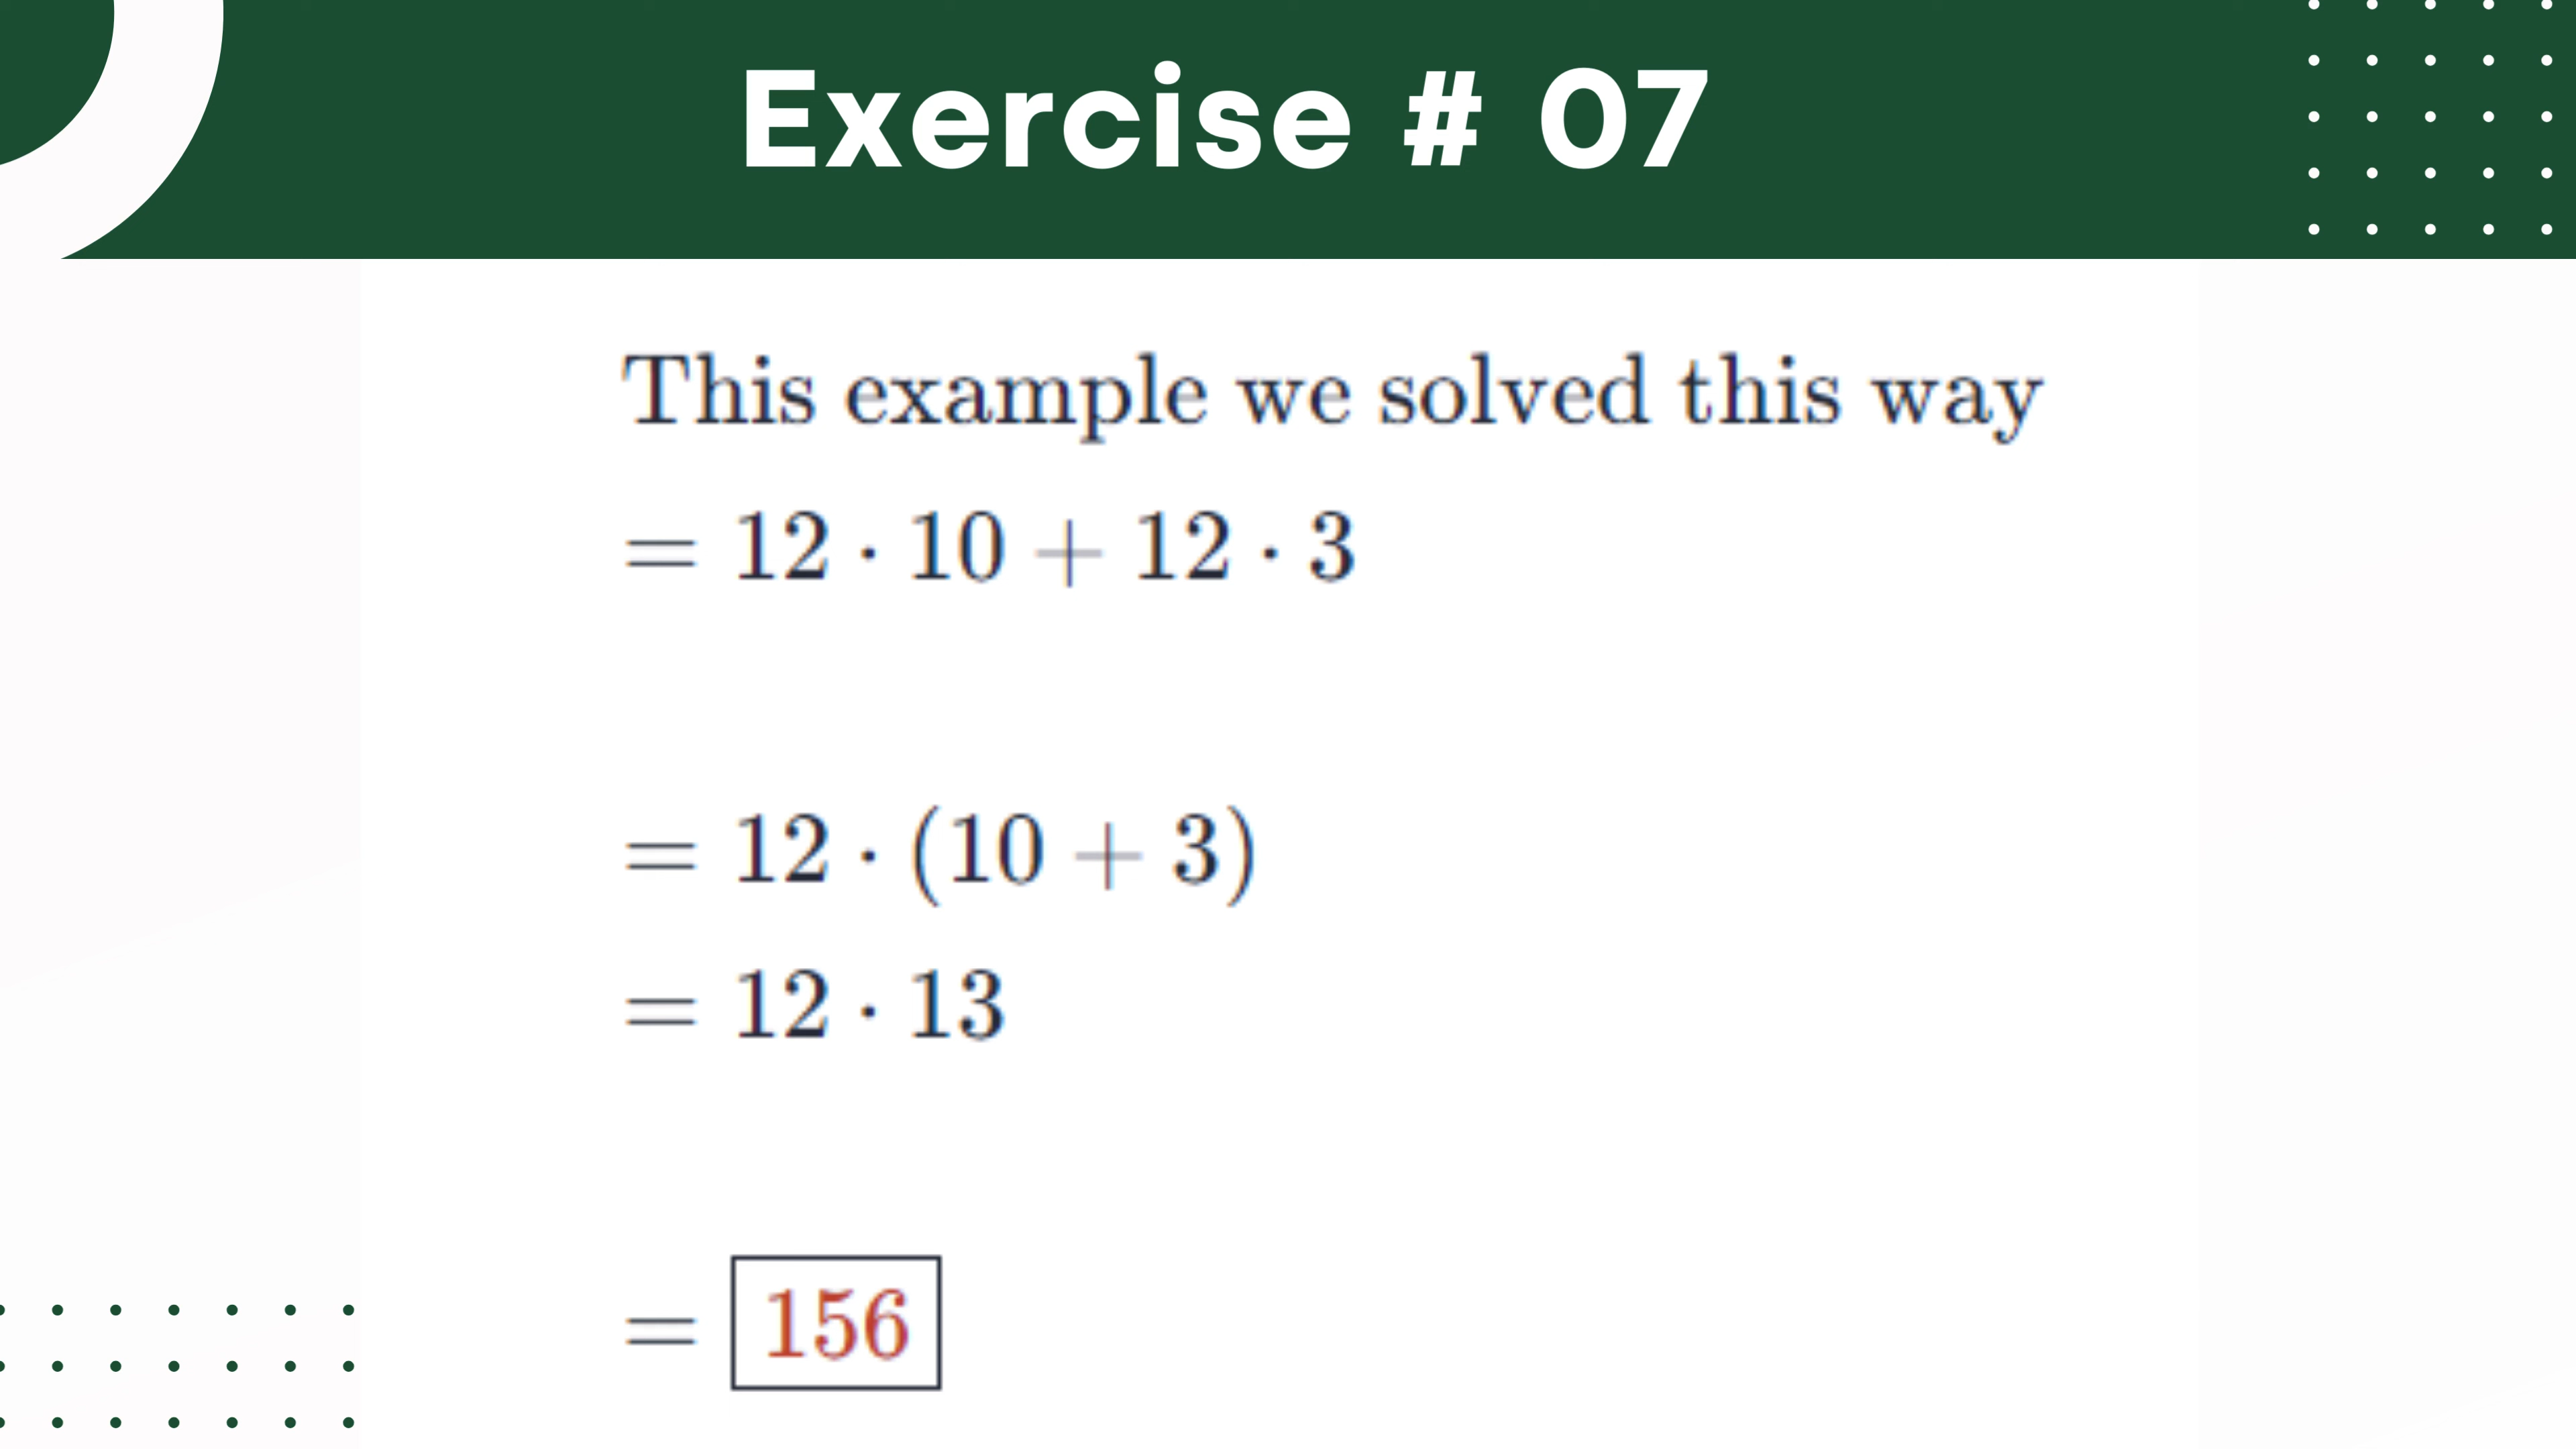 Exercise # 07
This example we solved this way
= 12 · 10 + 12 · 3
= 12 · (10 + 3)
= 12 · 13
= 156